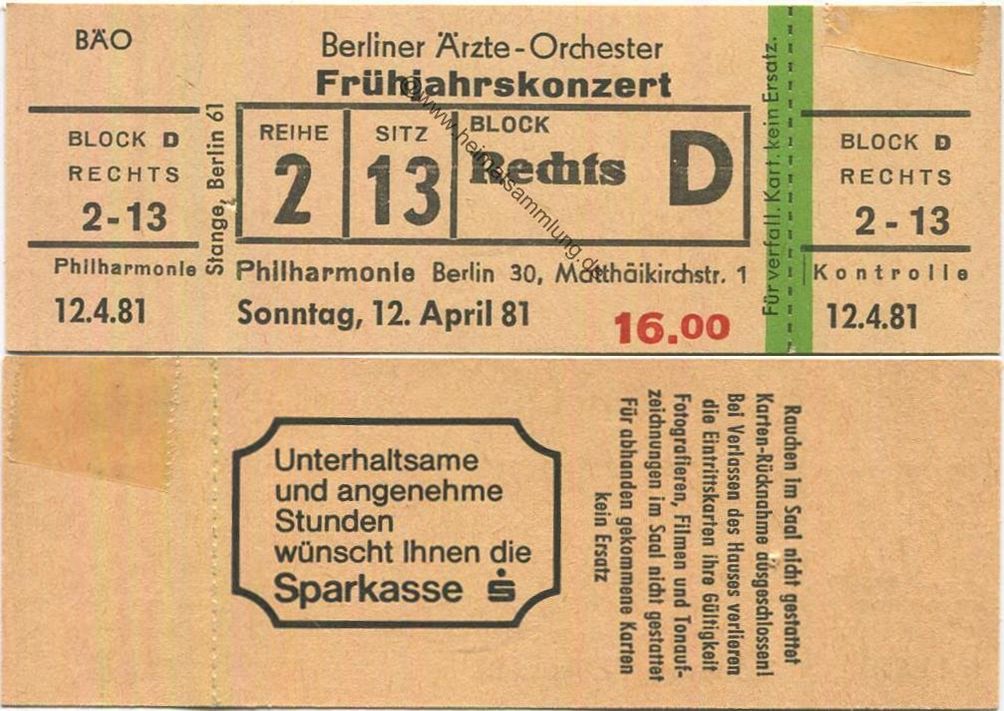 BÄO
BLOCK D
RECHTS
2-13
Philharmonie
12.4.81
Stange, Berlin 61
Berliner Ärzte-Orchester
Frühjahrskonzert
REIHE
2
SITZ
13
BLOCK
Rechts D
Philharmonie Berlin 30, Matthäikirchstr. 1
Sonntag, 12. April 81
16.00
Für verfall. Kart. kein Ersatz.
BLOCK D
RECHTS
2 - 13
Kontrolle
12.4.81
©www.heimatsammlung.de
Unterhaltsame
und angenehme
Stunden
wünscht Ihnen die
Sparkasse
Rauchen im Saal nicht gestattet
Karten-Rücknahme ausgeschlossen!
Bei Verlassen des Hauses verlieren
die Eintrittskarten ihre Gültigkeit
Fotografieren, Filmen und Tonauf-
zeichnungen im Saal nicht gestattet
Für abhanden gekommene Karten
kein Ersatz